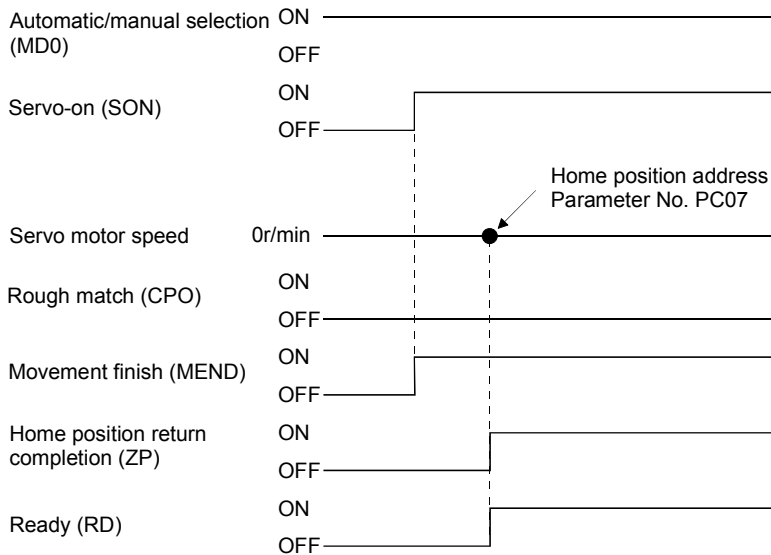 Automatic/manual selection ON
(MD0)
OFF
ON
Servo-on (SON)
OFF
Home position address
Parameter No. PC07
Servo motor speed 0r/min
ON
Rough match (CPO)
OFF
ON
Movement finish (MEND)
OFF
Home position return ON
completion (ZP)
OFF
ON
Ready (RD)
OFF